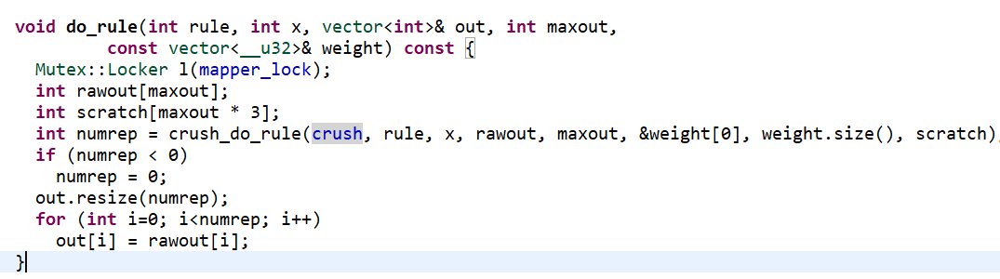 void do_rule(int rule, int x, vector<int>& out, int maxout,
const vector<__u32>& weight) const {
Mutex::Locker l(mapper_lock);
int rawout[maxout];
int scratch[maxout * 3];
int numrep = crush_do_rule(crush, rule, x, rawout, maxout, &weight[0], weight.size(), scratch);
if (numrep < 0)
numrep = 0;
out.resize(numrep);
for (int i=0; i<numrep; i++)
out[i] = rawout[i];
}